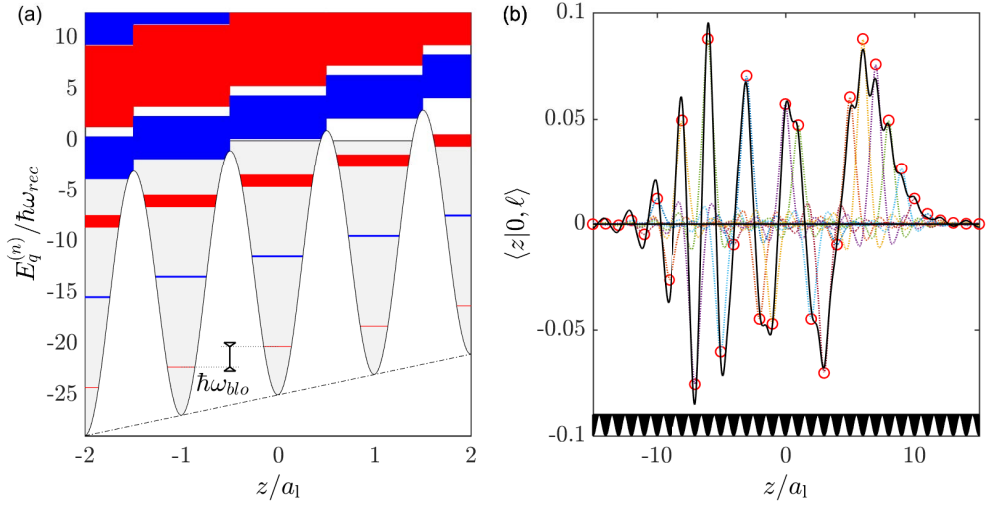 (a)
10
5
0
-5
-10
-15
-20
-25
E_q^{(n)}/ħω_{rec}
ħω_{blo}
-2 -1 0 1 2
z/a_l
(b)
0.1
0.05
0
-0.05
-0.1
⟨z|0,ℓ⟩
-10 0 10
z/a_l